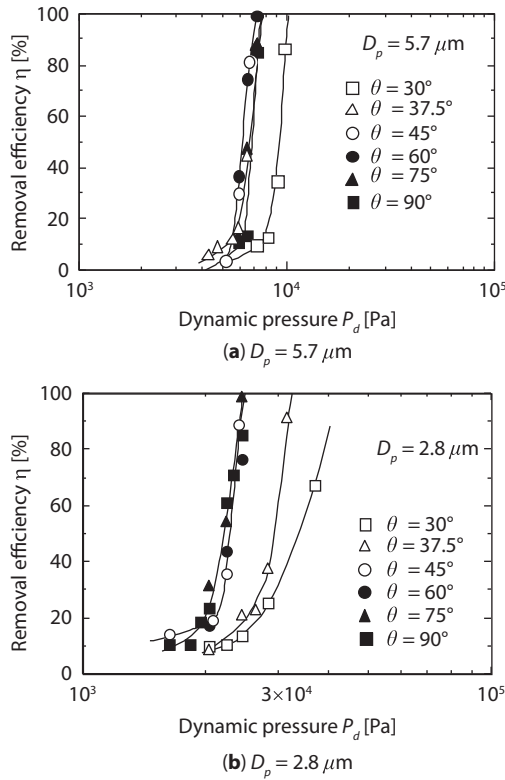 Removal efficiency η [%]
100
80
60
40
20
0
D_p = 5.7 μm
θ = 30°
θ = 37.5°
θ = 45°
θ = 60°
θ = 75°
θ = 90°
10³
10⁴
10⁵
Dynamic pressure P_d [Pa]
(a) D_p = 5.7 μm
Removal efficiency η [%]
100
80
60
40
20
0
D_p = 2.8 μm
θ = 30°
θ = 37.5°
θ = 45°
θ = 60°
θ = 75°
θ = 90°
10³
3×10⁴
10⁵
Dynamic pressure P_d [Pa]
(b) D_p = 2.8 μm